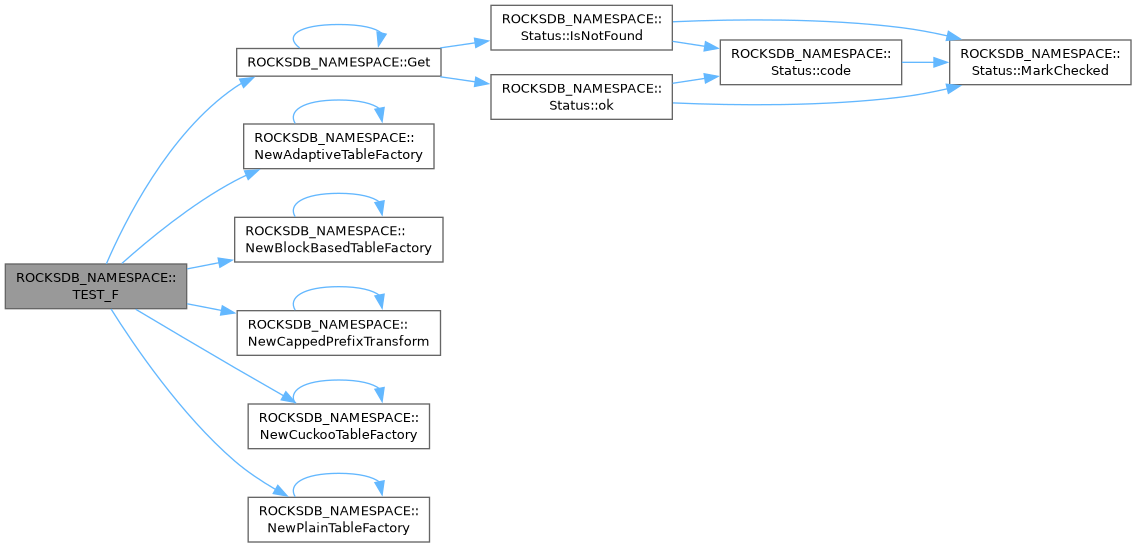 ROCKSDB_NAMESPACE::
TEST_F
ROCKSDB_NAMESPACE::Get
ROCKSDB_NAMESPACE::
Status::IsNotFound
ROCKSDB_NAMESPACE::
Status::code
ROCKSDB_NAMESPACE::
Status::MarkChecked
ROCKSDB_NAMESPACE::
Status::ok
ROCKSDB_NAMESPACE::
NewAdaptiveTableFactory
ROCKSDB_NAMESPACE::
NewBlockBasedTableFactory
ROCKSDB_NAMESPACE::
NewCappedPrefixTransform
ROCKSDB_NAMESPACE::
NewCuckooTableFactory
ROCKSDB_NAMESPACE::
NewPlainTableFactory